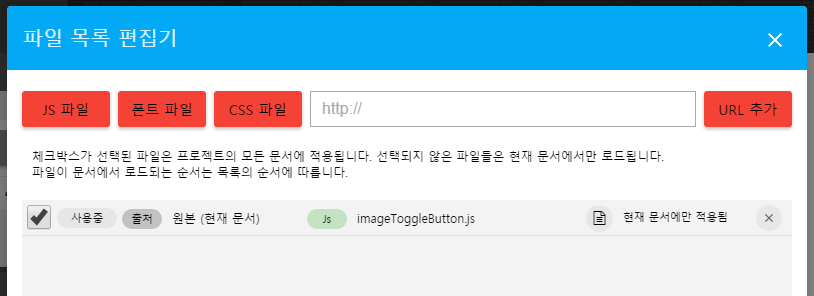 파일 목록 편집기
JS 파일 폰트 파일 CSS 파일 http:// URL 추가
체크박스가 선택된 파일은 프로젝트의 모든 문서에 적용됩니다. 선택되지 않은 파일들은 현재 문서에서만 로드됩니다.
파일이 문서에서 로드되는 순서는 목록의 순서에 따릅니다.
사용중 출처 원본 (현재 문서) Js imageToggleButton.js 현재 문서에만 적용됨